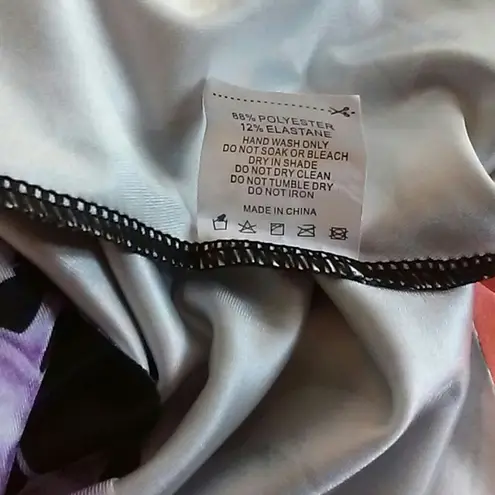 88% POLYESTER
12% ELASTANE
HAND WASH ONLY
DO NOT SOAK OR BLEACH
DRY IN SHADE
DO NOT DRY CLEAN
DO NOT TUMBLE DRY
DO NOT IRON
MADE IN CHINA